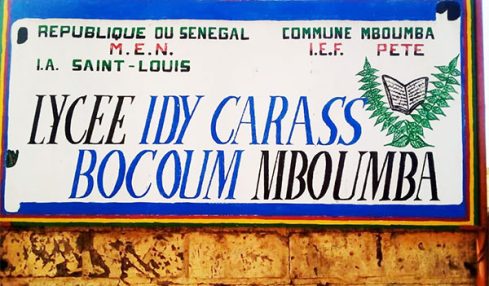 REPUBLIQUE DU SENEGAL COMMUNE MBOUMBA
M.E.N. I.E.F. PETE
I.A. SAINT-LOUIS
LYCEE IDY CARASS
BOCOUM MBOUMBA